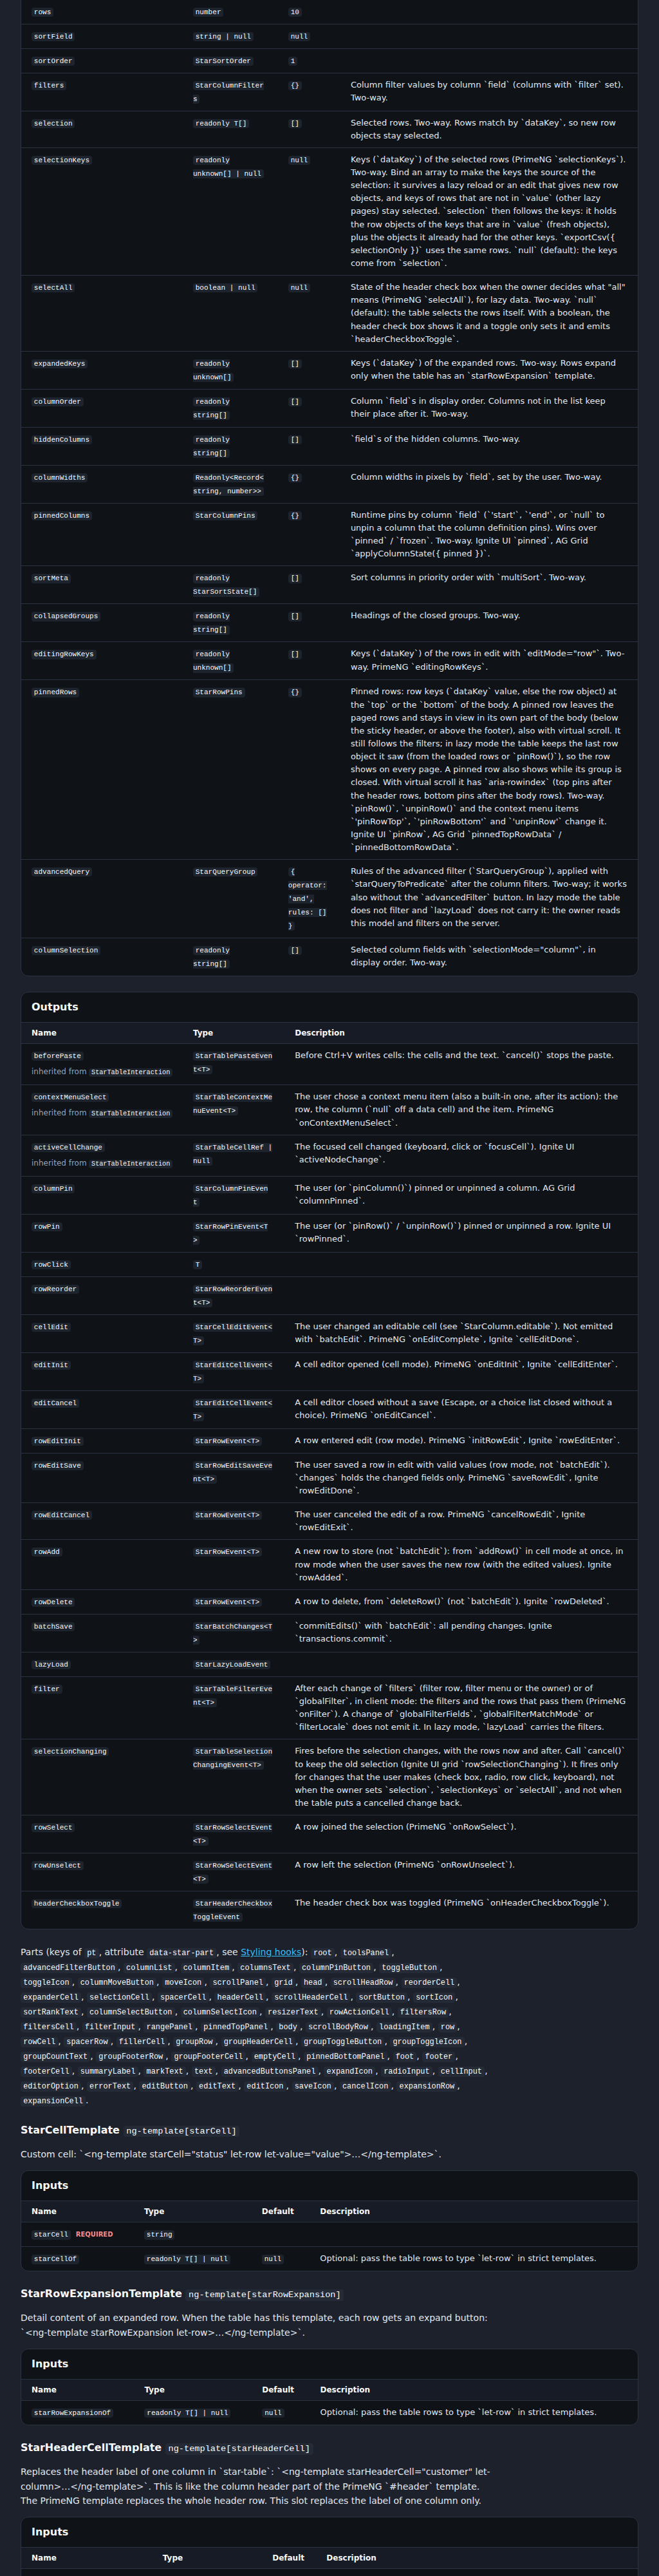 rows number 10
sortField string | null null
sortOrder StarSortOrder 1
filters StarColumnFilter {} Column filter values by column `field` (columns with `filter` set).
s Two-way.
selection readonly T[] [] Selected rows. Two-way. Rows match by `dataKey`, so new row
objects stay selected.
selectionKeys readonly null Keys (`dataKey`) of the selected rows (PrimeNG `selectionKeys`).
unknown[] | null Two-way. Bind an array to make the keys the source of the
selection: it survives a lazy reload or an edit that gives new row
objects, and keys of rows that are not in `value` (other lazy
pages) stay selected. `selection` then follows the keys: it holds
the row objects of the keys that are in `value` (fresh objects),
plus the objects it already had for the other keys. `exportCsv({
selectionOnly })` uses the same rows. `null` (default): the keys
come from `selection`.
selectAll boolean | null null State of the header check box when the owner decides what "all"
means (PrimeNG `selectAll`), for lazy data. Two-way. `null`
(default): the table selects the rows itself. With a boolean, the
header check box shows it and a toggle only sets it and emits
`headerCheckboxToggle`.
expandedKeys readonly [] Keys (`dataKey`) of the expanded rows. Two-way. Rows expand
unknown[] only when the table has an `starRowExpansion` template.
columnOrder readonly [] Column `field`s in display order. Columns not in the list keep
string[] their place after it. Two-way.
hiddenColumns readonly [] `field`s of the hidden columns. Two-way.
string[]
columnWidths Readonly<Record< {} Column widths in pixels by `field`, set by the user. Two-way.
string, number>>
pinnedColumns StarColumnPins {} Runtime pins by column `field` (`'start'`, `'end'`, or `null` to
unpin a column that the column definition pins). Wins over
`pinned` / `frozen`. Two-way. Ignite UI `pinned`, AG Grid
`applyColumnState({ pinned })`.
sortMeta readonly [] Sort columns in priority order with `multiSort`. Two-way.
StarSortState[]
collapsedGroups readonly [] Headings of the closed groups. Two-way.
string[]
editingRowKeys readonly [] Keys (`dataKey`) of the rows in edit with `editMode="row"`. Two-
unknown[] way. PrimeNG `editingRowKeys`.
pinnedRows StarRowPins {} Pinned rows: row keys (`dataKey` value, else the row object) at
the `top` or the `bottom` of the body. A pinned row leaves the
paged rows and stays in view in its own part of the body (below
the sticky header, or above the footer), also with virtual scroll. It
still follows the filters; in lazy mode the table keeps the last row
object it saw (from the loaded rows or `pinRow()`), so the row
shows on every page. A pinned row also shows while its group is
closed. With virtual scroll it has `aria-rowindex` (top pins after
the header rows, bottom pins after the body rows). Two-way.
`pinRow()`, `unpinRow()` and the context menu items
`'pinRowTop'`, `'pinRowBottom'` and `'unpinRow'` change it.
Ignite UI `pinRow`, AG Grid `pinnedTopRowData` /
`pinnedBottomRowData`.
advancedQuery StarQueryGroup { Rules of the advanced filter (`StarQueryGroup`), applied with
operator: `starQueryToPredicate` after the column filters. Two-way; it works
'and', also without the `advancedFilter` button. In lazy mode the table
rules: [] does not filter and `lazyLoad` does not carry it: the owner reads
} this model and filters on the server.
columnSelection readonly [] Selected column fields with `selectionMode="column"`, in
string[] display order. Two-way.
Outputs
Name Type Description
beforePaste StarTablePasteEven Before Ctrl+V writes cells: the cells and the text. `cancel()` stops the paste.
inherited from StarTableInteraction t<T>
contextMenuSelect StarTableContextMe The user chose a context menu item (also a built-in one, after its action): the
inherited from StarTableInteraction nuEvent<T> row, the column (`null` off a data cell) and the item. PrimeNG
`onContextMenuSelect`.
activeCellChange StarTableCellRef | The focused cell changed (keyboard, click or `focusCell`). Ignite UI
inherited from StarTableInteraction null `activeNodeChange`.
columnPin StarColumnPinEven The user (or `pinColumn()`) pinned or unpinned a column. AG Grid
t `columnPinned`.
rowPin StarRowPinEvent<T The user (or `pinRow()` / `unpinRow()`) pinned or unpinned a row. Ignite UI
> `rowPinned`.
rowClick T
rowReorder StarRowReorderEven
t<T>
cellEdit StarCellEditEvent< The user changed an editable cell (see `StarColumn.editable`). Not emitted
T> with `batchEdit`. PrimeNG `onEditComplete`, Ignite `cellEditDone`.
editInit StarEditCellEvent< A cell editor opened (cell mode). PrimeNG `onEditInit`, Ignite `cellEditEnter`.
T>
editCancel StarEditCellEvent< A cell editor closed without a save (Escape, or a choice list closed without a
T> choice). PrimeNG `onEditCancel`.
rowEditInit StarRowEvent<T> A row entered edit (row mode). PrimeNG `initRowEdit`, Ignite `rowEditEnter`.
rowEditSave StarRowEditSaveEve The user saved a row in edit with valid values (row mode, not `batchEdit`).
nt<T> `changes` holds the changed fields only. PrimeNG `saveRowEdit`, Ignite
`rowEditDone`.
rowEditCancel StarRowEvent<T> The user canceled the edit of a row. PrimeNG `cancelRowEdit`, Ignite
`rowEditExit`.
rowAdd StarRowEvent<T> A new row to store (not `batchEdit`): from `addRow()` in cell mode at once, in
row mode when the user saves the new row (with the edited values). Ignite
`rowAdded`.
rowDelete StarRowEvent<T> A row to delete, from `deleteRow()` (not `batchEdit`). Ignite `rowDeleted`.
batchSave StarBatchChanges<T `commitEdits()` with `batchEdit`: all pending changes. Ignite
> `transactions.commit`.
lazyLoad StarLazyLoadEvent
filter StarTableFilterEve After each change of `filters` (filter row, filter menu or the owner) or of
nt<T> `globalFilter`, in client mode: the filters and the rows that pass them (PrimeNG
`onFilter`). A change of `globalFilterFields`, `globalFilterMatchMode` or
`filterLocale` does not emit it. In lazy mode, `lazyLoad` carries the filters.
selectionChanging StarTableSelection Fires before the selection changes, with the rows now and after. Call `cancel()`
ChangingEvent<T> to keep the old selection (Ignite UI grid `rowSelectionChanging`). It fires only
for changes that the user makes (check box, radio, row click, keyboard), not
when the owner sets `selection`, `selectionKeys` or `selectAll`, and not when
the table puts a cancelled change back.
rowSelect StarRowSelectEvent A row joined the selection (PrimeNG `onRowSelect`).
<T>
rowUnselect StarRowSelectEvent A row left the selection (PrimeNG `onRowUnselect`).
<T>
headerCheckboxToggle StarHeaderCheckbox The header check box was toggled (PrimeNG `onHeaderCheckboxToggle`).
ToggleEvent
Parts (keys of pt, attribute data-star-part, see Styling hooks): root, toolsPanel,
advancedFilterButton, columnList, columnItem, columnsText, columnPinButton, toggleButton,
toggleIcon, columnMoveButton, moveIcon, scrollPanel, grid, head, scrollHeadRow, reorderCell,
expanderCell, selectionCell, spacerCell, headerCell, scrollHeaderCell, sortButton, sortIcon,
sortRankText, columnSelectButton, columnSelectIcon, resizerText, rowActionCell, filtersRow,
filtersCell, filterInput, rangePanel, pinnedTopPanel, body, scrollBodyRow, loadingItem, row,
rowCell, spacerRow, fillerCell, groupRow, groupHeaderCell, groupToggleButton, groupToggleIcon,
groupCountText, groupFooterRow, groupFooterCell, emptyCell, pinnedBottomPanel, foot, footer,
footerCell, summaryLabel, markText, text, advancedButtonsPanel, expandIcon, radioInput, cellInput,
editorOption, errorText, editButton, editText, editIcon, saveIcon, cancelIcon, expansionRow,
expansionCell.
StarCellTemplate ng-template[starCell]
Custom cell: `<ng-template starCell="status" let-row let-value="value">…</ng-template>`.
Inputs
Name Type Default Description
starCell REQUIRED string
starCellOf readonly T[] | null null Optional: pass the table rows to type `let-row` in strict templates.
StarRowExpansionTemplate ng-template[starRowExpansion]
Detail content of an expanded row. When the table has this template, each row gets an expand button:
`<ng-template starRowExpansion let-row>…</ng-template>`.
Inputs
Name Type Default Description
starRowExpansionOf readonly T[] | null null Optional: pass the table rows to type `let-row` in strict templates.
StarHeaderCellTemplate ng-template[starHeaderCell]
Replaces the header label of one column in `star-table`: `<ng-template starHeaderCell="customer" let-
column>…</ng-template>`. This is like the column header part of the PrimeNG `#header` template.
The PrimeNG template replaces the whole header row. This slot replaces the label of one column only.
Inputs
Name Type Default Description